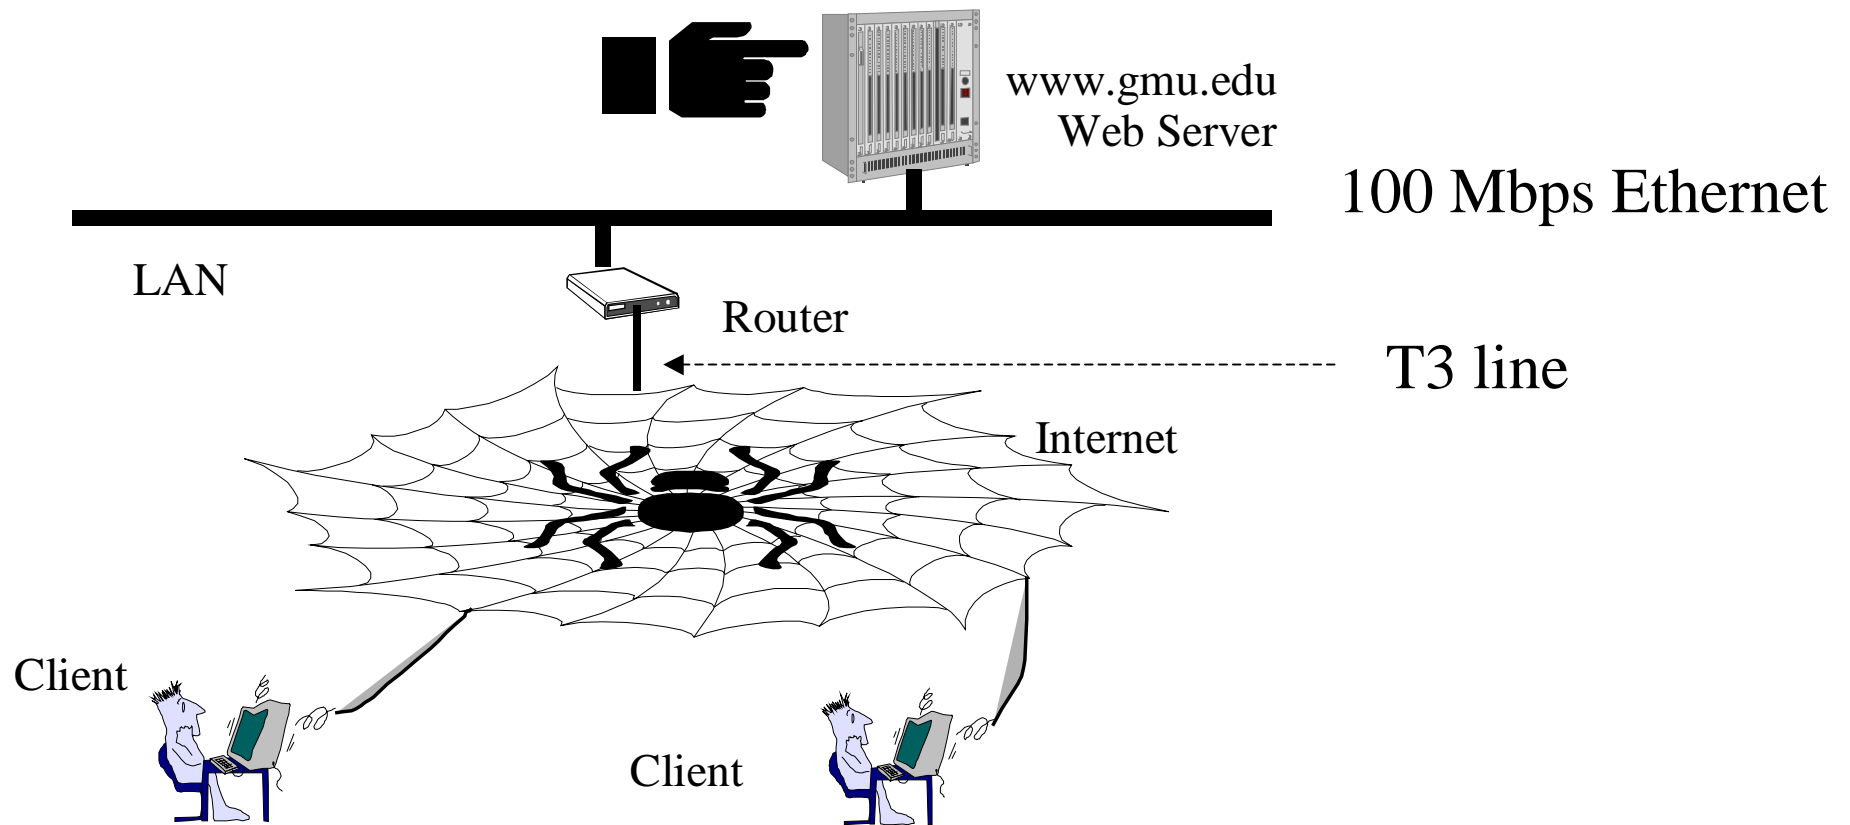 www.gmu.edu
Web Server
100 Mbps Ethernet
LAN
Router
T3 line
Internet
Client
Client